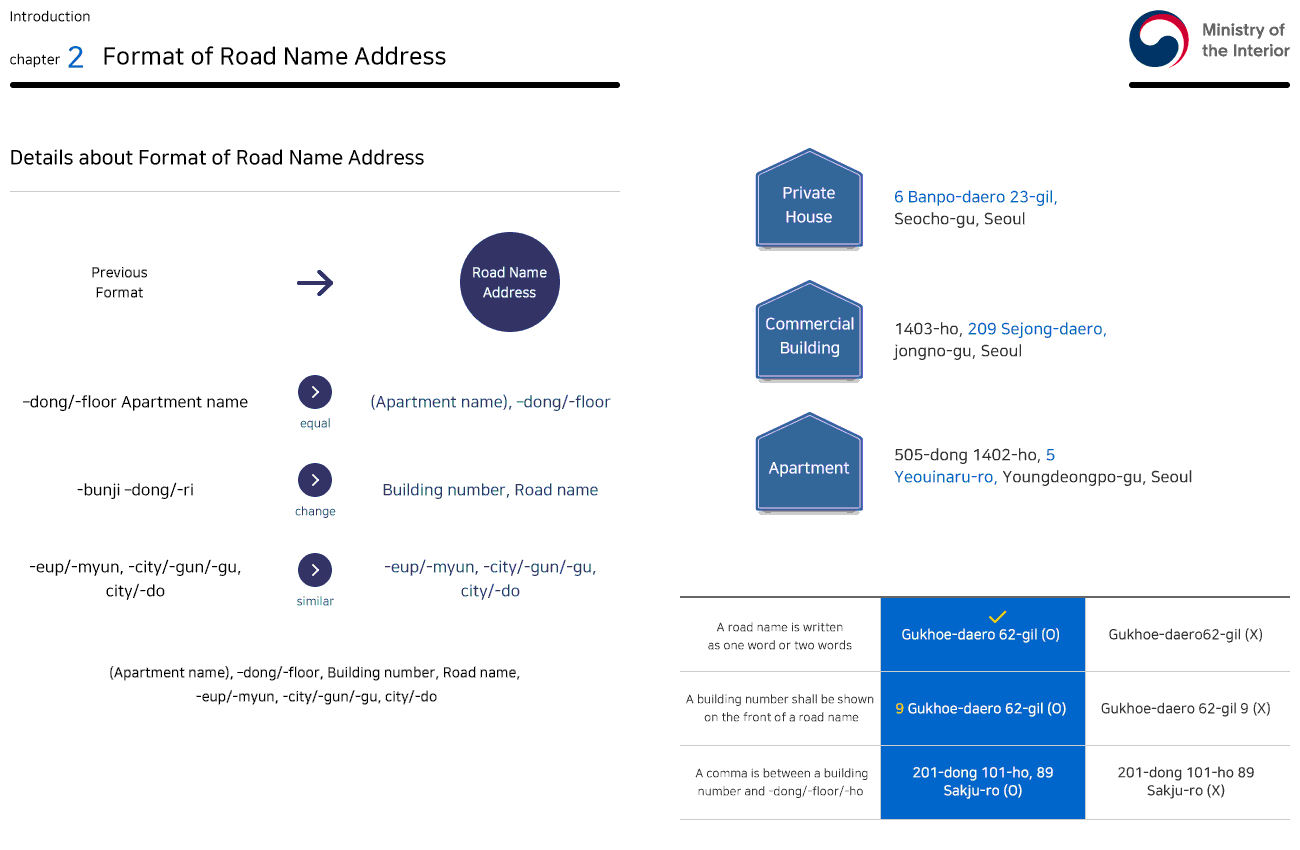 Introduction
chapter 2 Format of Road Name Address
Ministry of
the Interior
Details about Format of Road Name Address
Previous
Format
Road Name
Address
–dong/-floor Apartment name
equal
(Apartment name), –dong/-floor
-bunji –dong/-ri
change
Building number, Road name
-eup/-myun, -city/-gun/-gu,
city/-do
similar
-eup/-myun, -city/-gun/-gu,
city/-do
(Apartment name), –dong/-floor, Building number, Road name,
-eup/-myun, -city/-gun/-gu, city/-do
Private
House
6 Banpo-daero 23-gil,
Seocho-gu, Seoul
Commercial
Building
1403-ho, 209 Sejong-daero,
jongno-gu, Seoul
Apartment
505-dong 1402-ho, 5
Yeouinaru-ro, Youngdeongpo-gu, Seoul
A road name is written
as one word or two words
Gukhoe-daero 62-gil (O)
Gukhoe-daero62-gil (X)
A building number shall be shown
on the front of a road name
9 Gukhoe-daero 62-gil (O)
Gukhoe-daero 62-gil 9 (X)
A comma is between a building
number and -dong/-floor/-ho
201-dong 101-ho, 89
Sakju-ro (O)
201-dong 101-ho 89
Sakju-ro (X)